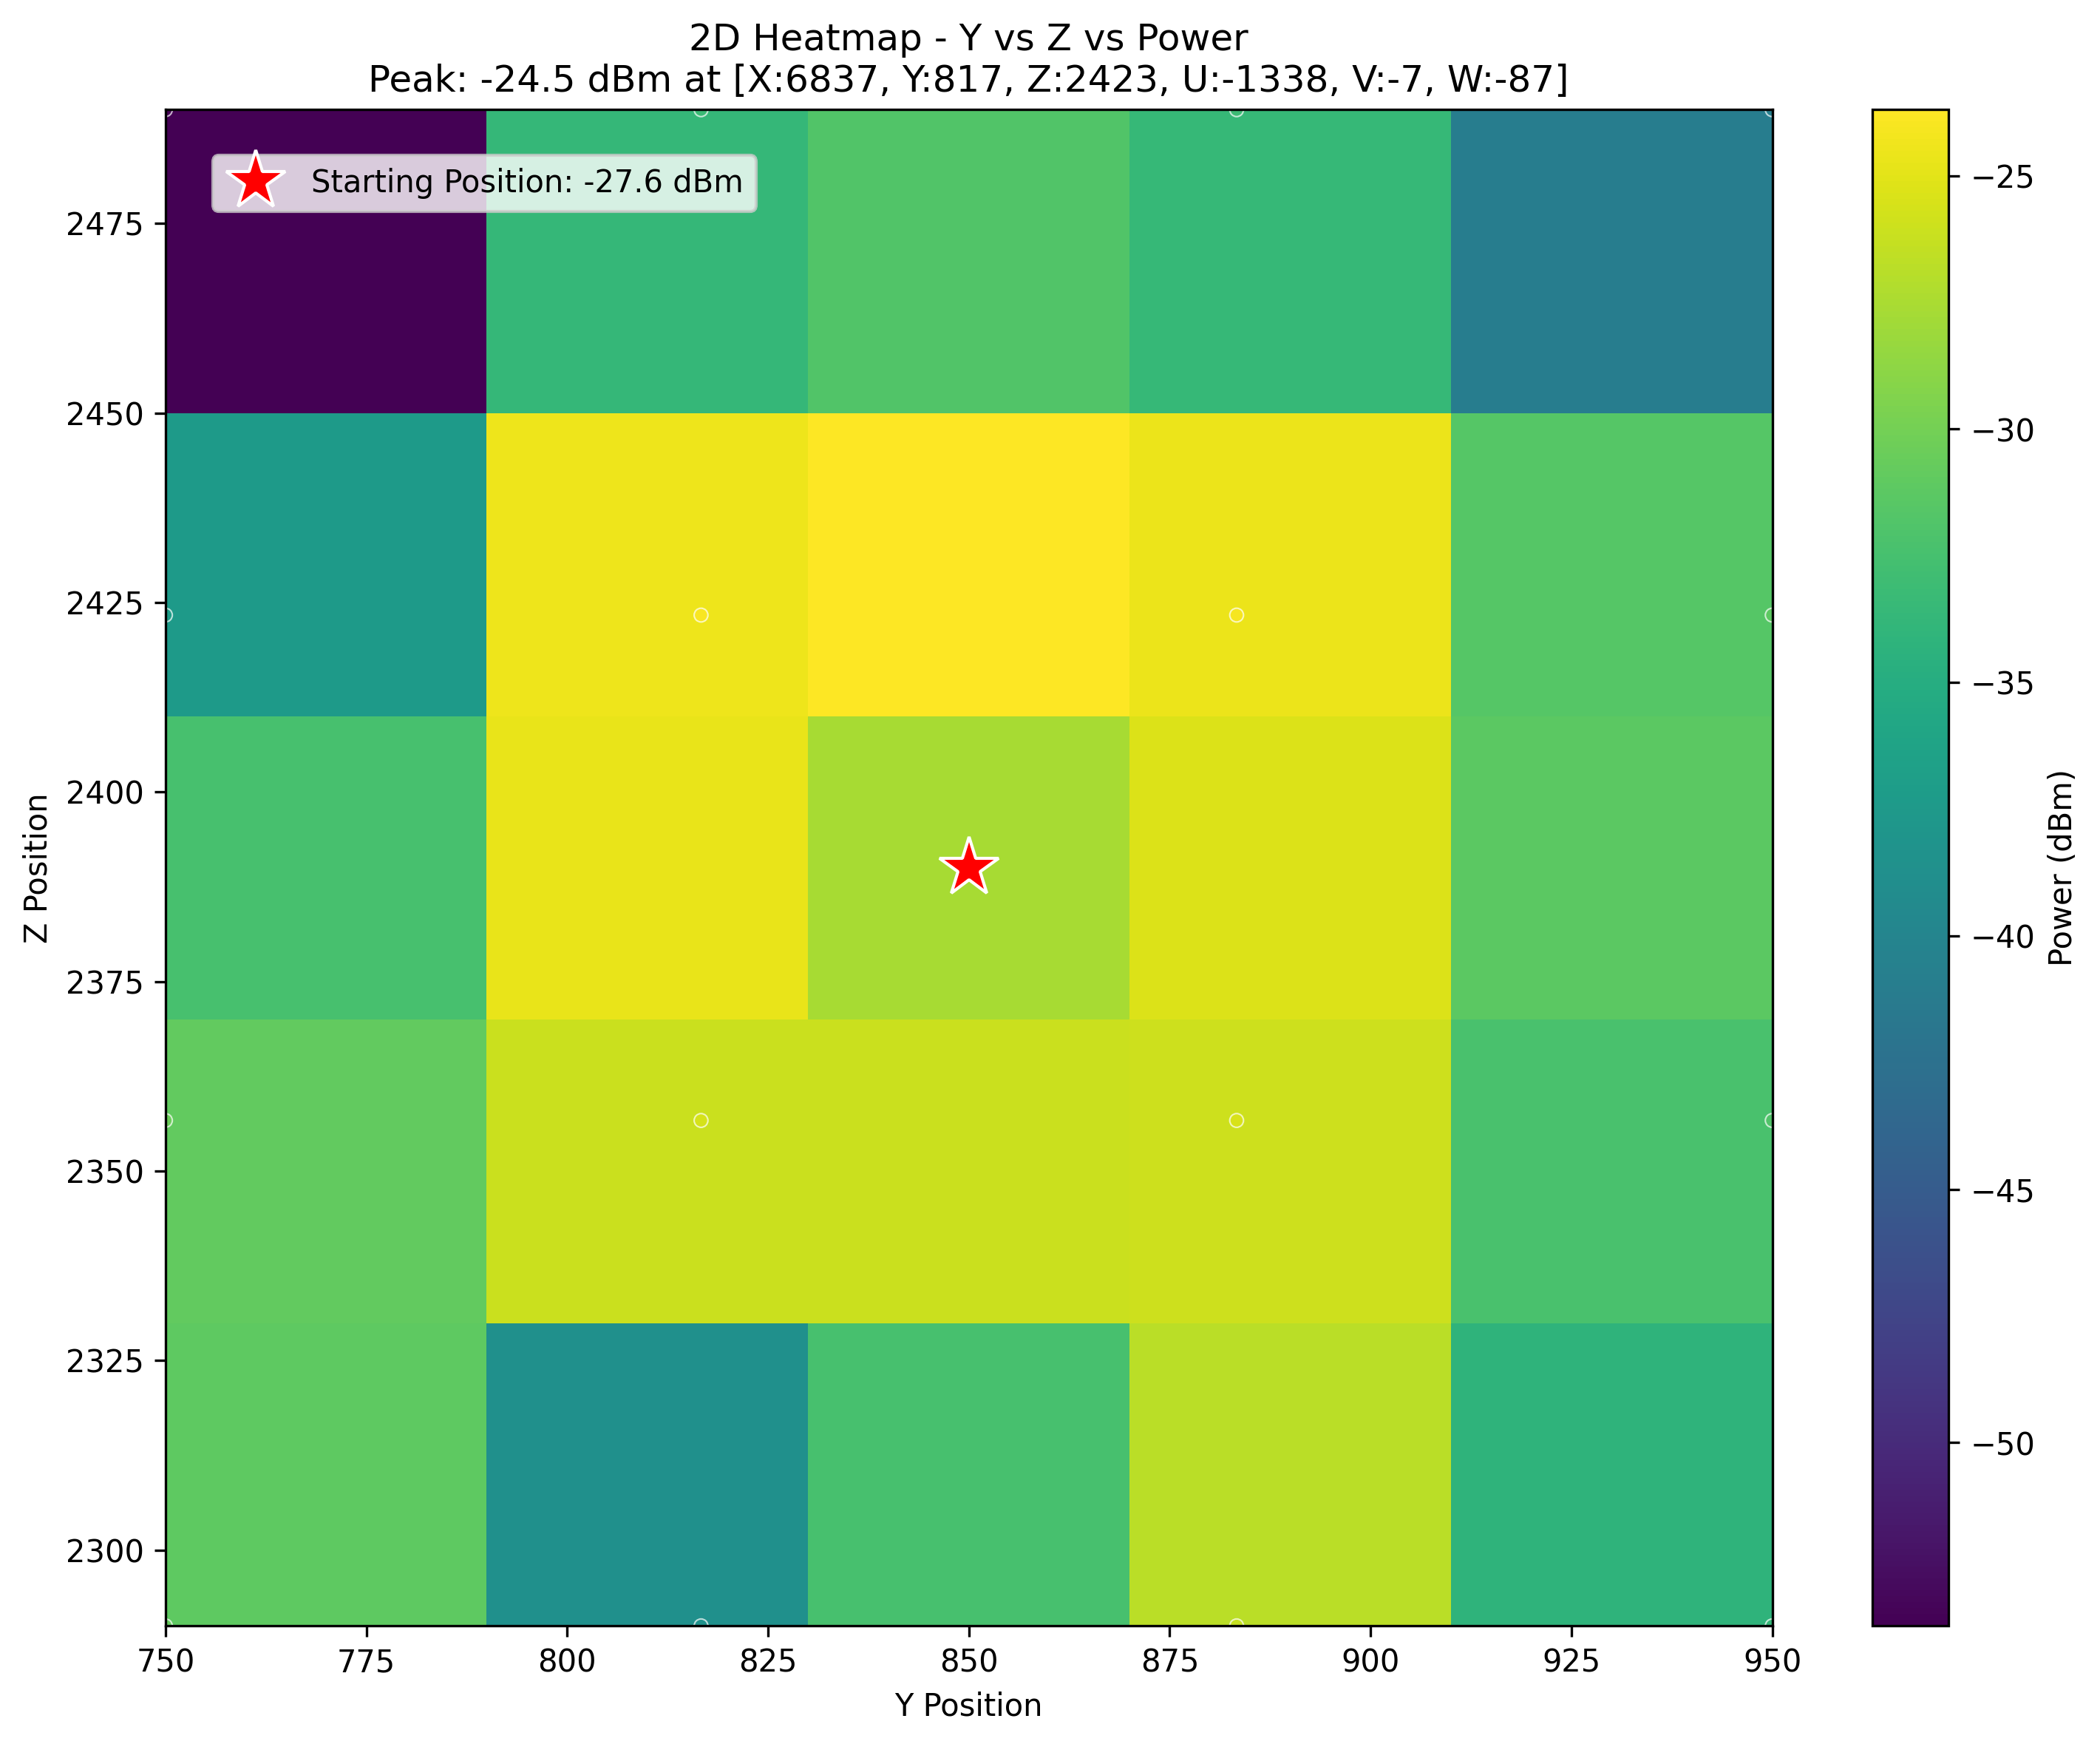 2D Heatmap - Y vs Z vs Power
Peak: -24.5 dBm at [X:6837, Y:817, Z:2423, U:-1338, V:-7, W:-87]
Starting Position: -27.6 dBm
2475
2450
2425
2400
2375
2350
2325
2300
Z Position
750 775 800 825 850 875 900 925 950
Y Position
−25
−30
−35
−40
−45
−50
Power (dBm)